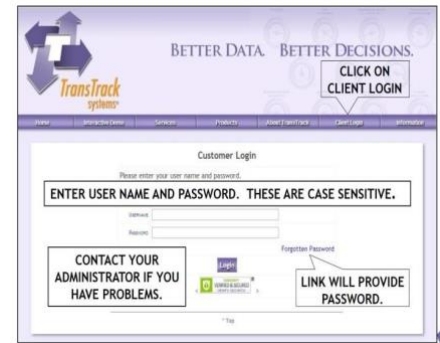 BETTER DATA. BETTER DECISIONS.
TransTrack
systems
CLICK ON
CLIENT LOGIN
Home Interactive Demo Services Products About TransTrack Client Login Information
Customer Login
Please enter your user name and password.
ENTER USER NAME AND PASSWORD. THESE ARE CASE SENSITIVE.
Username
Password
Forgotten Password
Login
CONTACT YOUR
ADMINISTRATOR IF YOU
HAVE PROBLEMS.
VERIFIED & SECURED
LINK WILL PROVIDE
PASSWORD.
^ Top